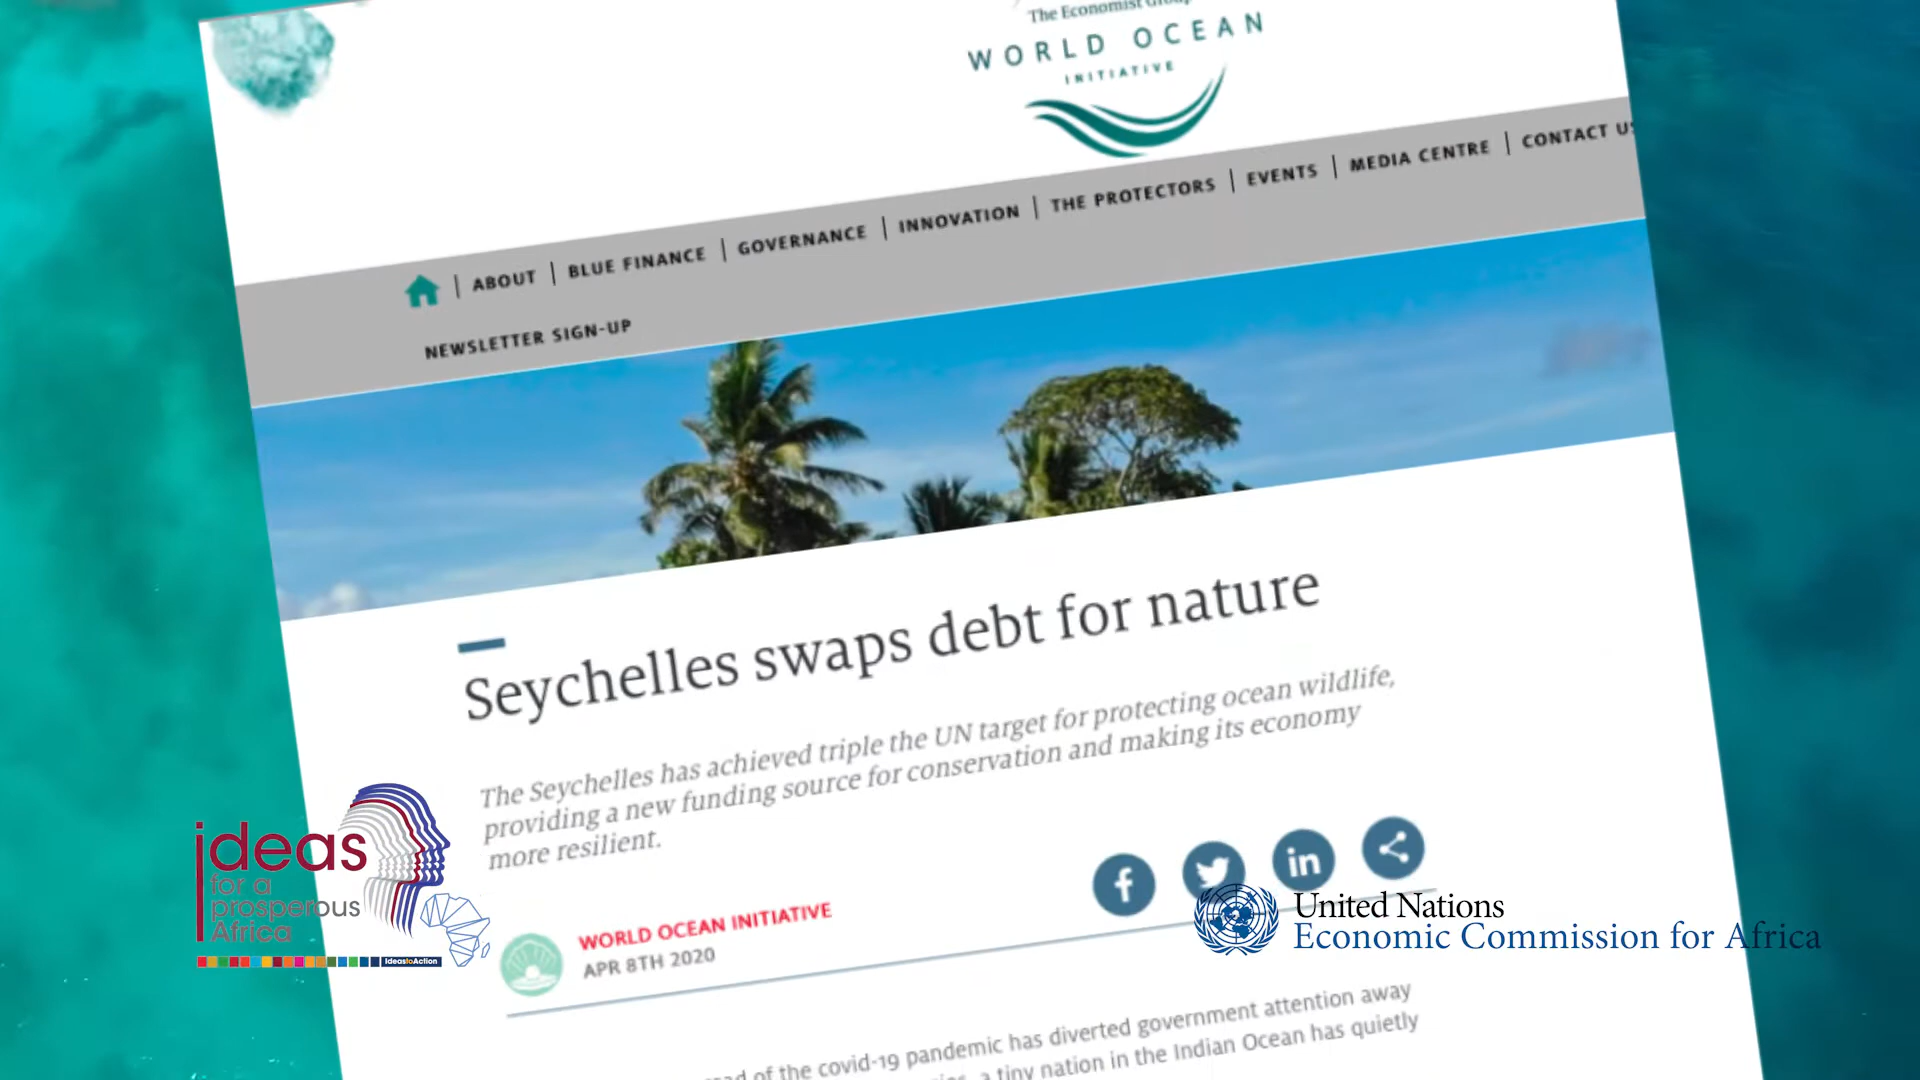 The Economist Group
WORLD OCEAN
INITIATIVE
ABOUT
BLUE FINANCE
GOVERNANCE
INNOVATION
THE PROTECTORS
EVENTS
MEDIA CENTRE
CONTACT US
NEWSLETTER SIGN-UP
Seychelles swaps debt for nature
The Seychelles has achieved triple the UN target for protecting ocean wildlife,
providing a new funding source for conservation and making its economy
more resilient.
WORLD OCEAN INITIATIVE
APR 8TH 2020
of the covid-19 pandemic has diverted government attention away
a tiny nation in the Indian Ocean has quietly
ideas
for a
prosperous
Africa
IdeastoAction
United Nations
Economic Commission for Africa